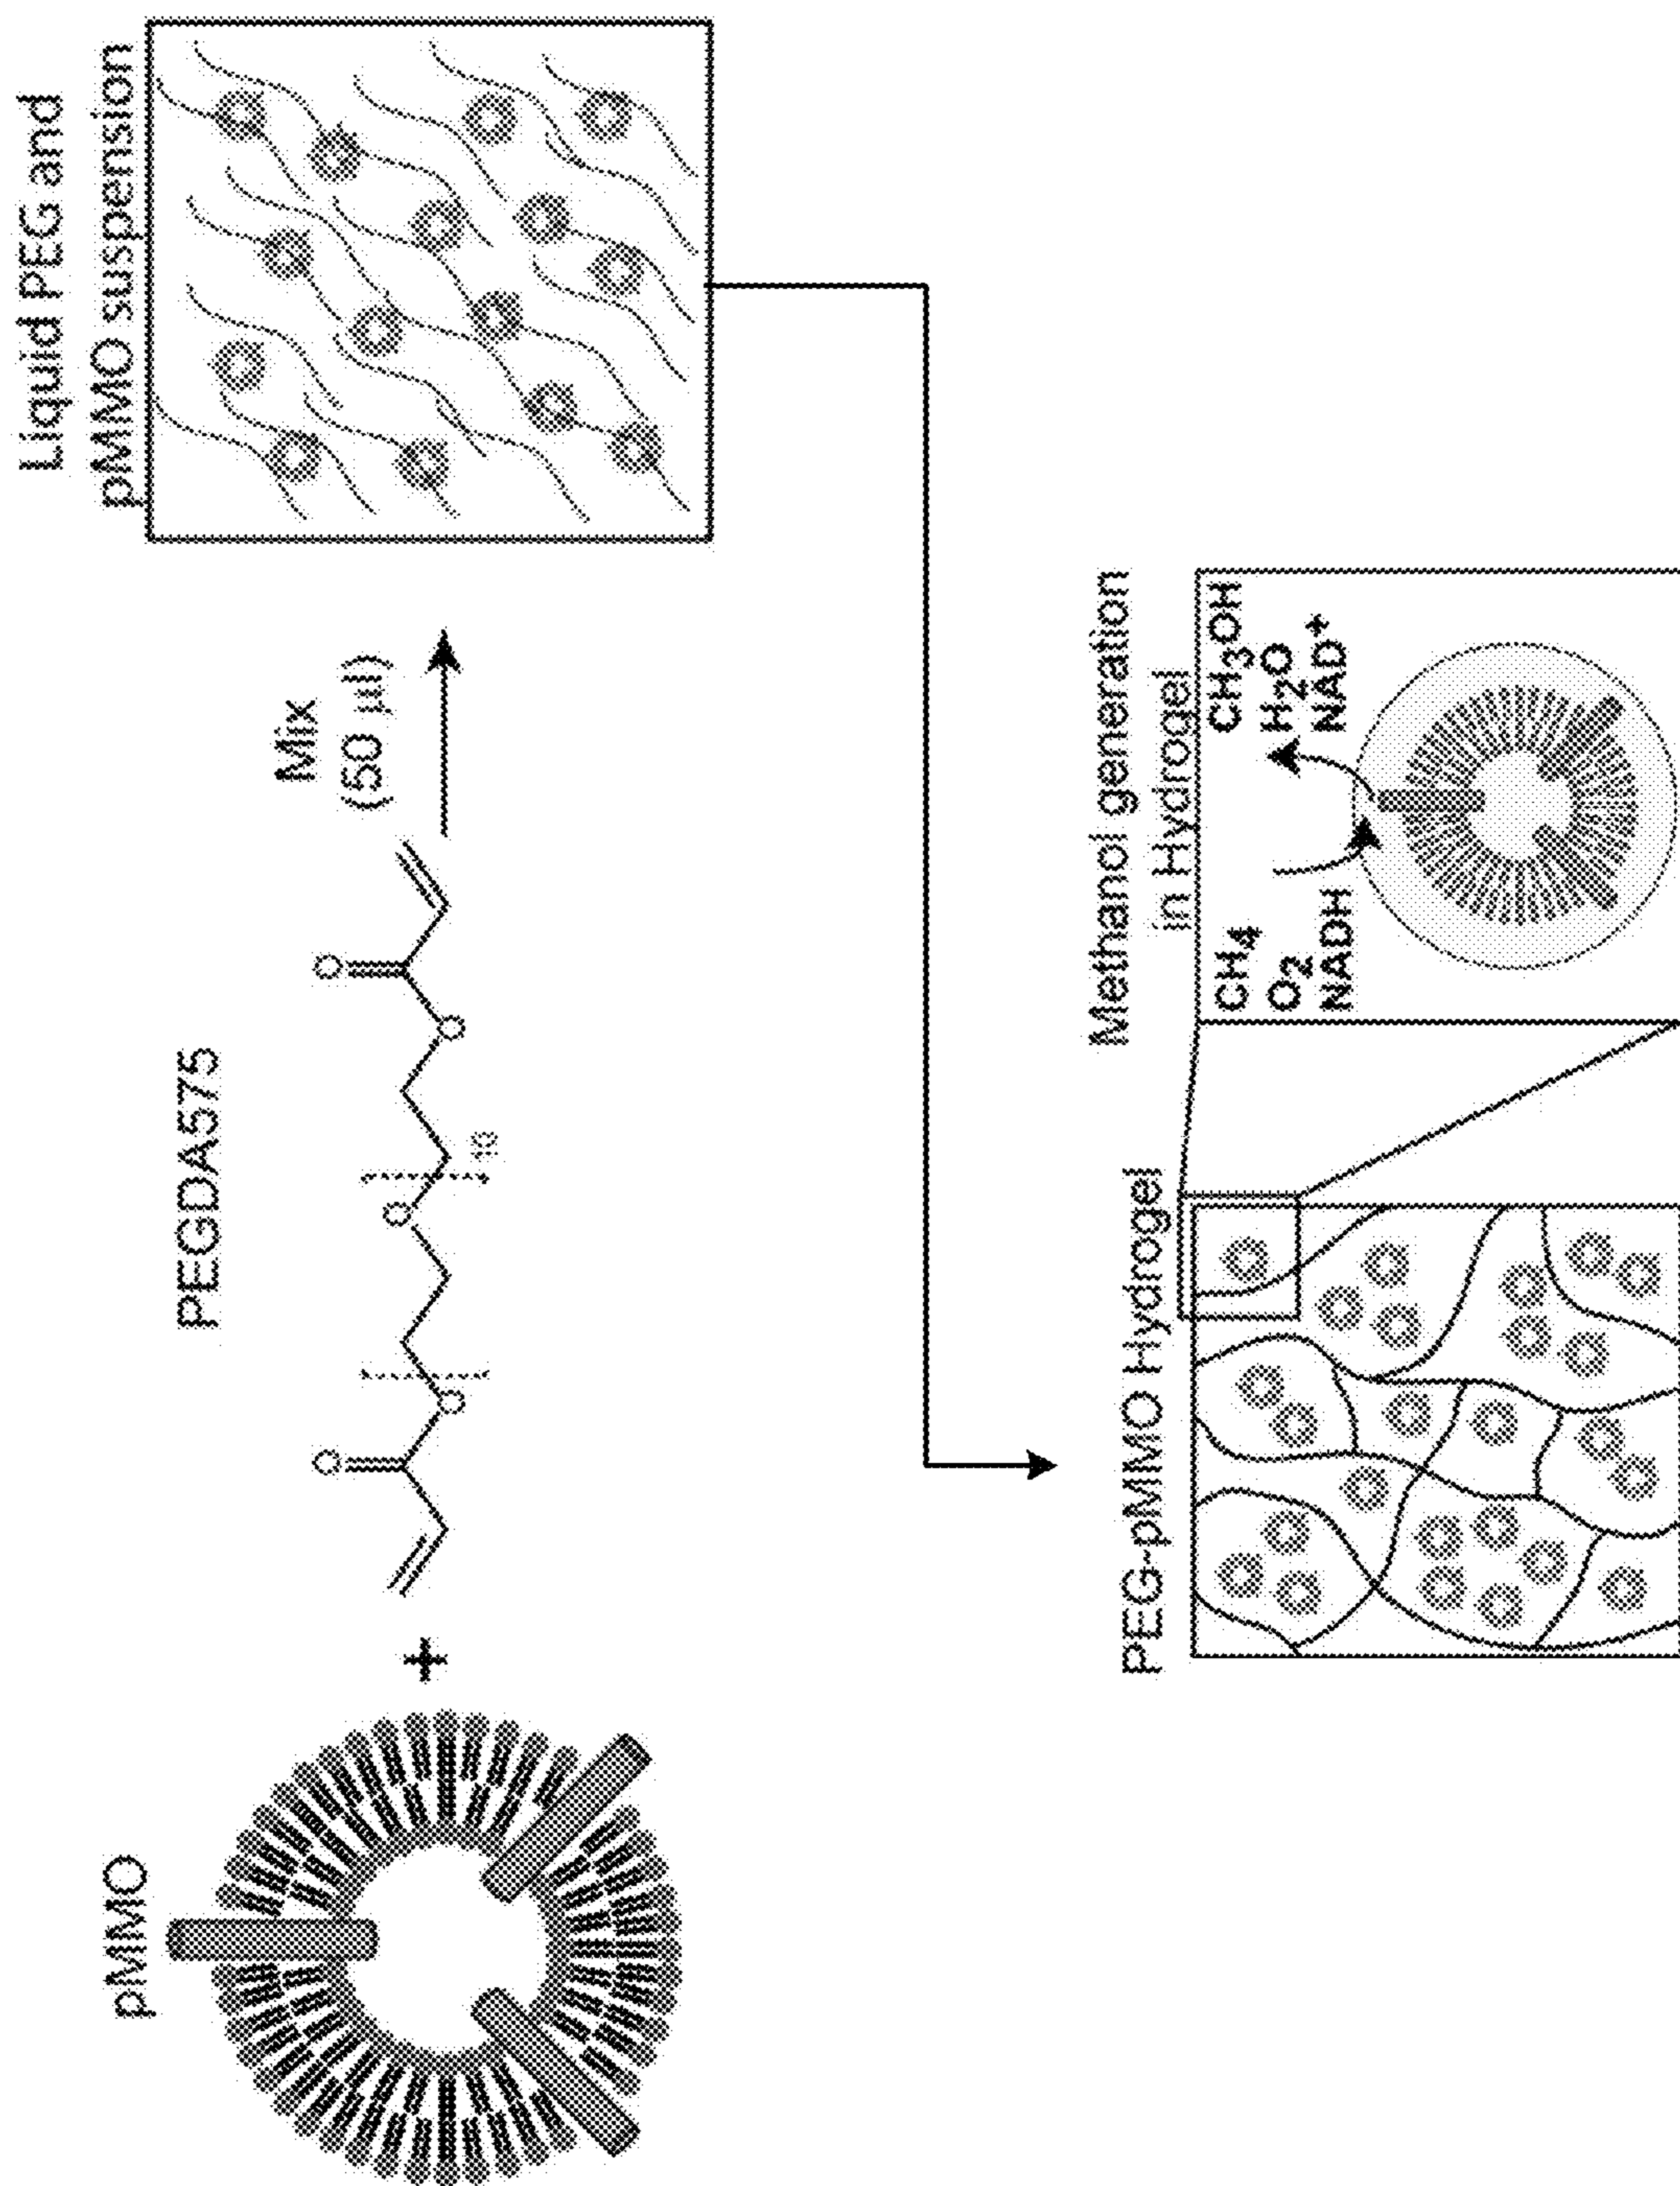 pMMO
+
PEGDA575
O
O
O
O
O
O
10
Mix
(50 µl)
Liquid PEG and
pMMO suspension
PEG-pMMO Hydrogel
Methanol generation
in Hydrogel
CH4
O2
NADH
CH3OH
H2O
NAD+